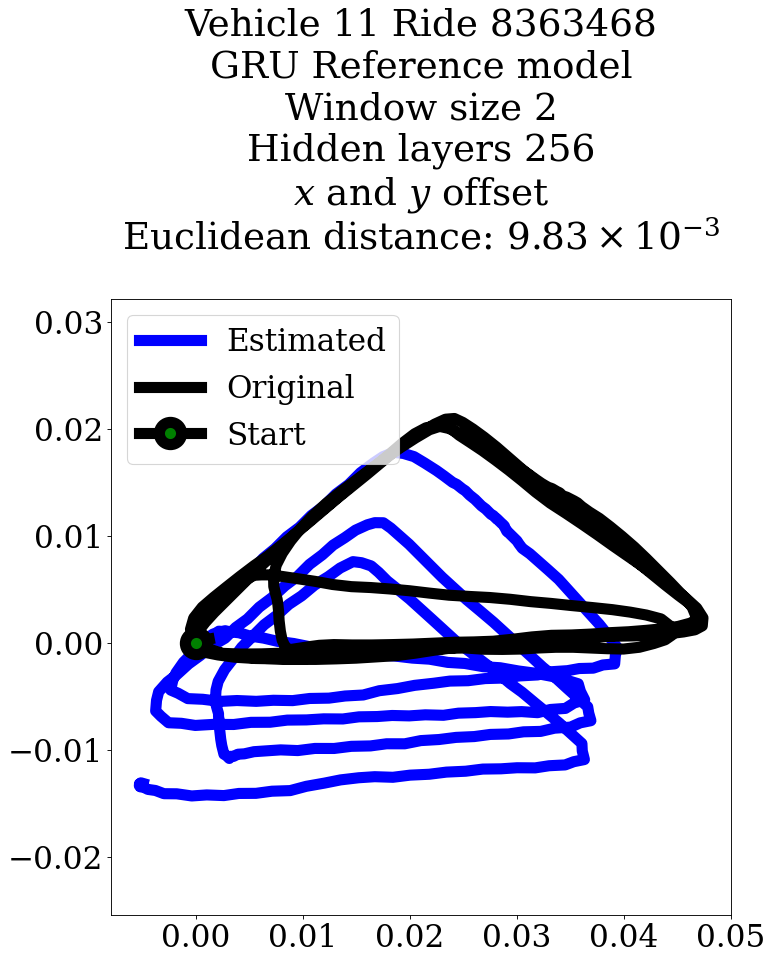 Vehicle 11 Ride 8363468
GRU Reference model
Window size 2
Hidden layers 256
x and y offset
Euclidean distance: 9.83 × 10⁻³
0.03
0.02
0.01
0.00
−0.01
−0.02
Estimated
Original
Start
0.00 0.01 0.02 0.03 0.04 0.05